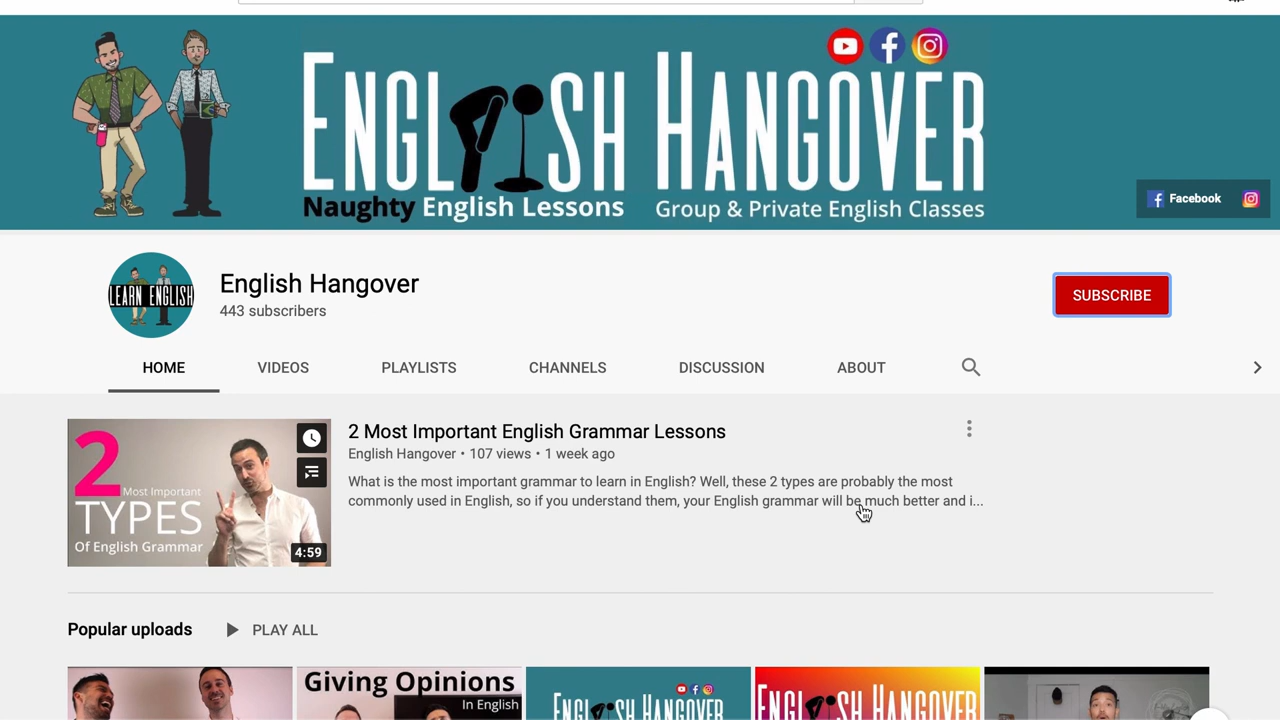 ENGLISH HANGOVER
Naughty English Lessons
Group & Private English Classes
Facebook
LEARN ENGLISH
English Hangover
443 subscribers
SUBSCRIBE
HOME
VIDEOS
PLAYLISTS
CHANNELS
DISCUSSION
ABOUT
2
Most Important
TYPES
Of English Grammar
4:59
2 Most Important English Grammar Lessons
English Hangover • 107 views • 1 week ago
What is the most important grammar to learn in English? Well, these 2 types are probably the most
commonly used in English, so if you understand them, your English grammar will be much better and i...
Popular uploads
PLAY ALL
Giving Opinions
In English
ENGLISH HANGOVER
ENGLISH HANGOVER